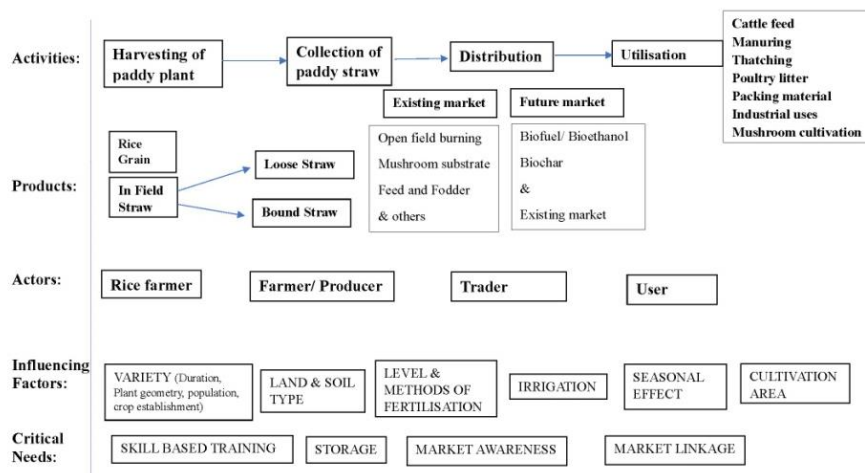 Activities:
Harvesting of
paddy plant
Collection of
paddy straw
Distribution
Utilisation
Cattle feed
Manuring
Thatching
Poultry litter
Packing material
Industrial uses
Mushroom cultivation
Existing market
Future market
Products:
Rice
Grain
In Field
Straw
Loose Straw
Bound Straw
Open field burning
Mushroom substrate
Feed and Fodder
& others
Biofuel/ Bioethanol
Biochar
&
Existing market
Actors:
Rice farmer
Farmer/ Producer
Trader
User
Influencing
Factors:
VARIETY (Duration,
Plant geometry, population,
crop establishment)
LAND & SOIL
TYPE
LEVEL &
METHODS OF
FERTILISATION
IRRIGATION
SEASONAL
EFFECT
CULTIVATION
AREA
Critical
Needs:
SKILL BASED TRAINING
STORAGE
MARKET AWARENESS
MARKET LINKAGE